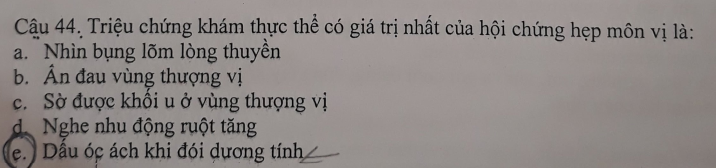 Câu 44. Triệu chứng khám thực thể có giá trị nhất của hội chứng hẹp môn vị là:
a. Nhìn bụng lõm lòng thuyền
b. Ấn đau vùng thượng vị
c. Sờ được khối u ở vùng thượng vị
d. Nghe nhu động ruột tăng
e. Dấu óc ách khi đói dương tính